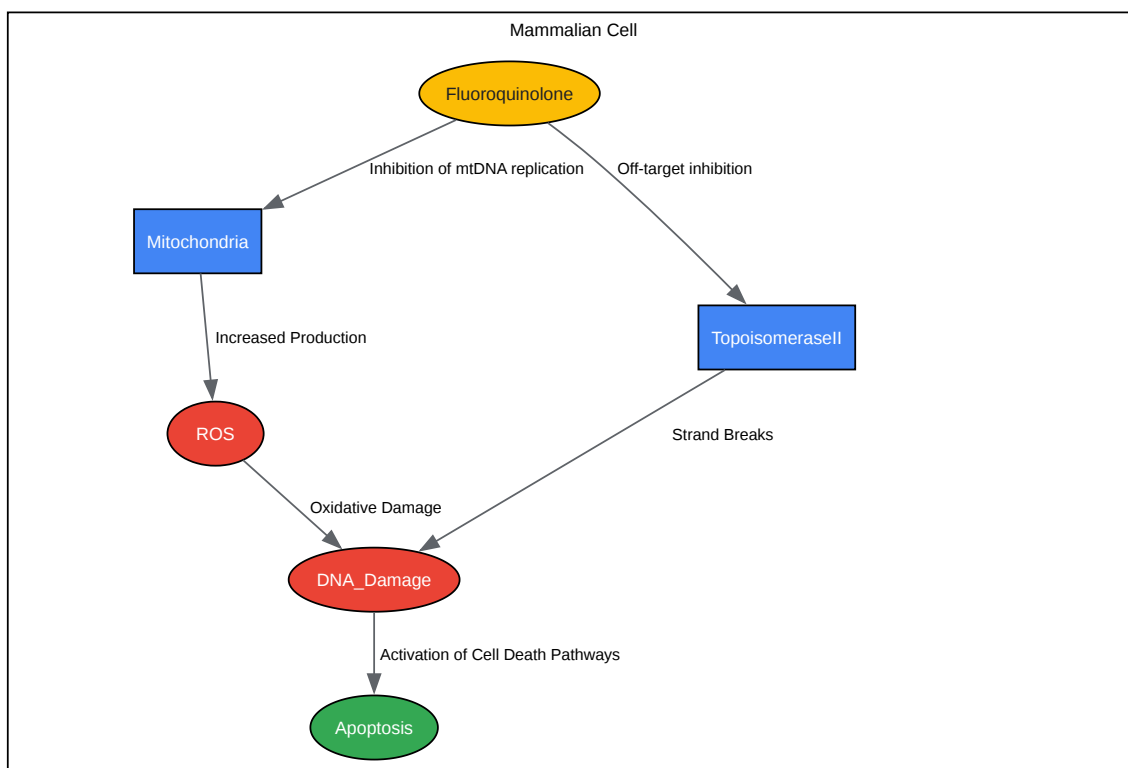 Mammalian Cell
Fluoroquinolone
Inhibition of mtDNA replication
Off-target inhibition
Mitochondria
TopoisomeraseII
Increased Production
ROS
Strand Breaks
Oxidative Damage
DNA_Damage
Activation of Cell Death Pathways
Apoptosis